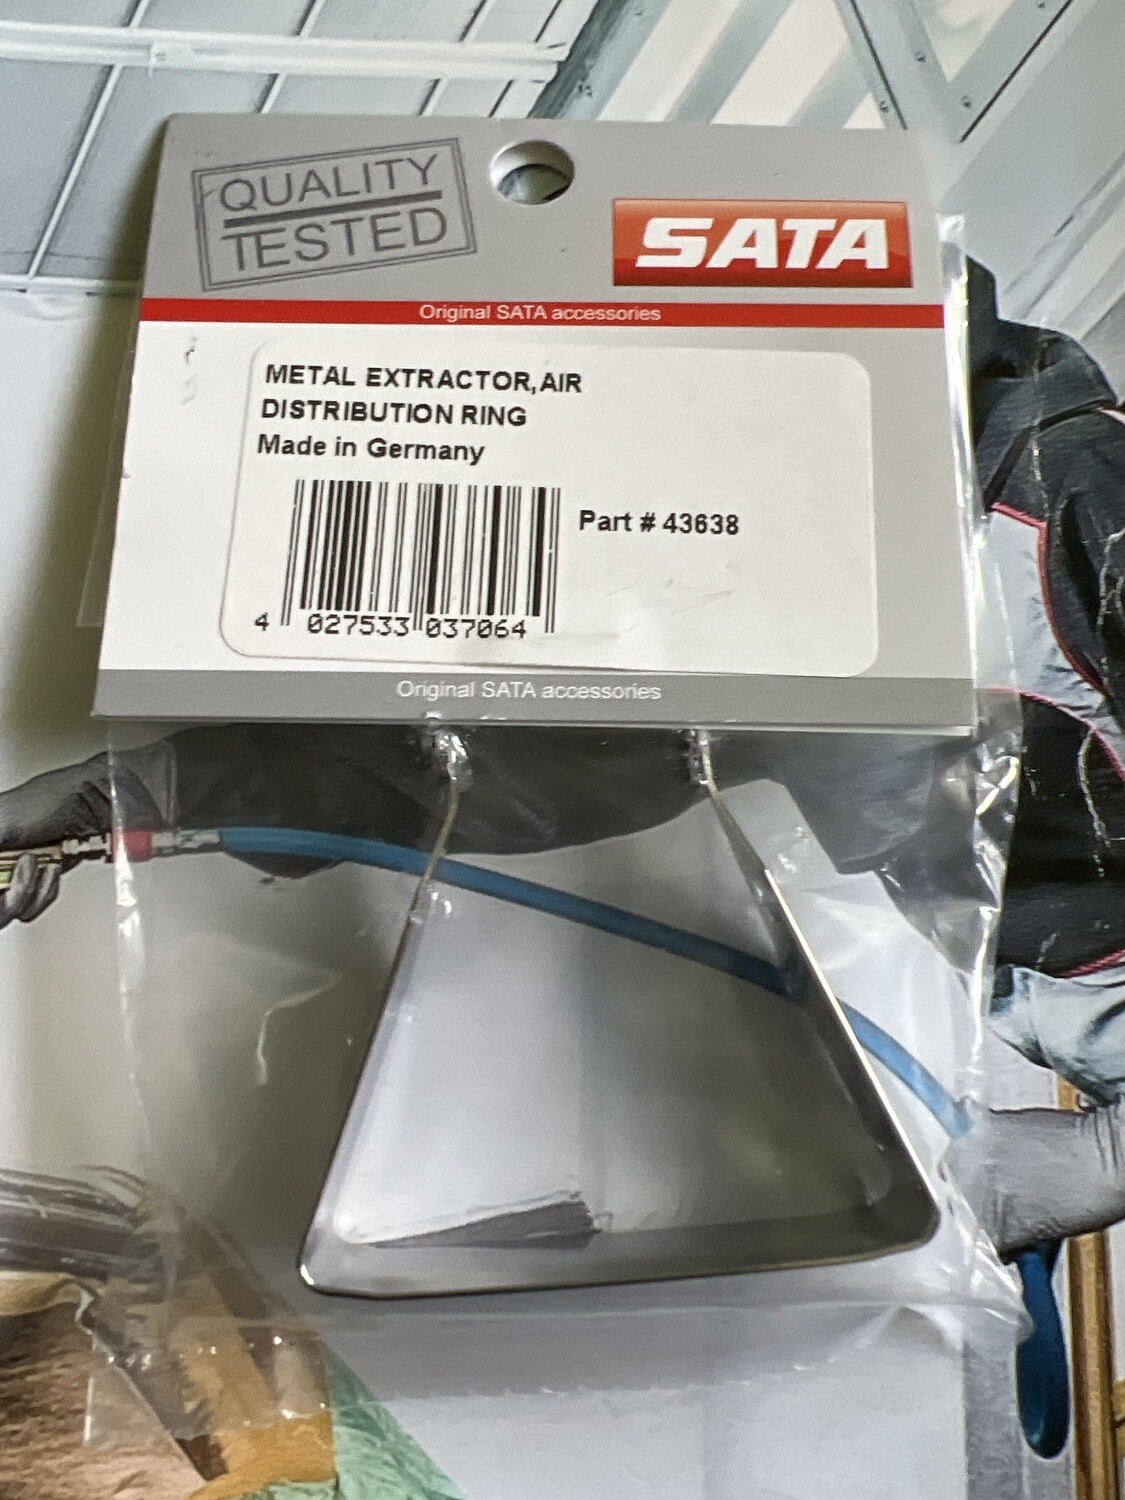 QUALITY
TESTED
SATA
Original SATA accessories
METAL EXTRACTOR,AIR
DISTRIBUTION RING
Made in Germany
Part # 43638
4 027533 037064
Original SATA accessories